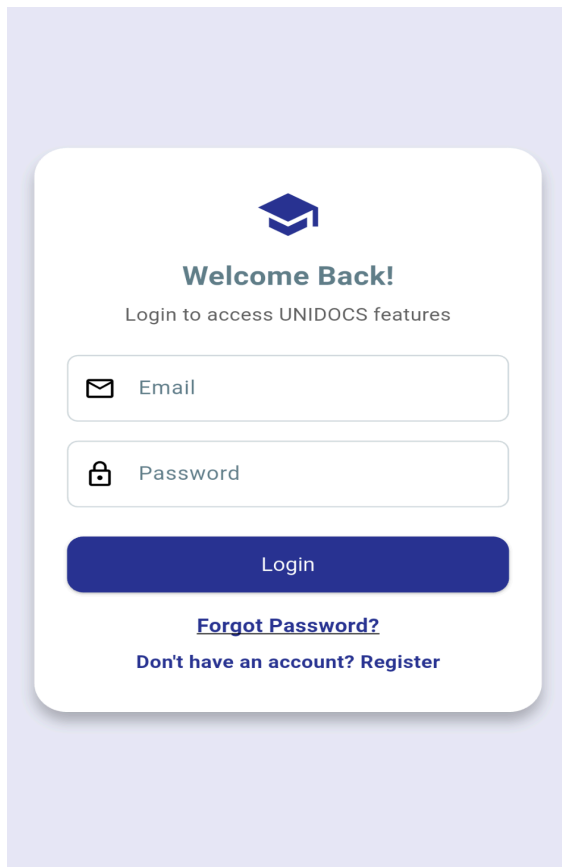 Welcome Back!
Login to access UNIDOCS features
Email
Password
Login
Forgot Password?
Don't have an account? Register